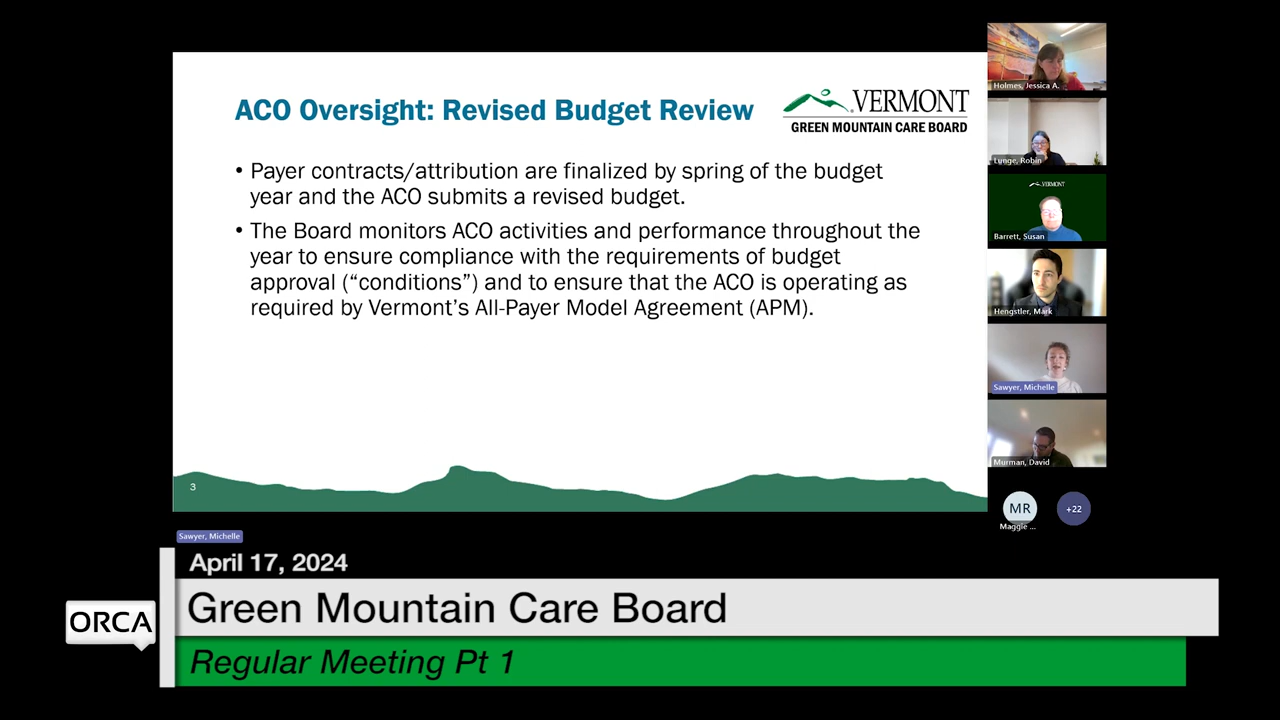 ACO Oversight: Revised Budget Review
VERMONT
GREEN MOUNTAIN CARE BOARD
• Payer contracts/attribution are finalized by spring of the budget
year and the ACO submits a revised budget.
• The Board monitors ACO activities and performance throughout the
year to ensure compliance with the requirements of budget
approval (“conditions”) and to ensure that the ACO is operating as
required by Vermont’s All-Payer Model Agreement (APM).
3
Holmes, Jessica A.
Lunge, Robin
VERMONT
Barrett, Susan
Hengstler, Mark
Sawyer, Michelle
Murman, David
MR
+22
Maggie ...
Sawyer, Michelle
April 17, 2024
ORCA
Green Mountain Care Board
Regular Meeting Pt 1